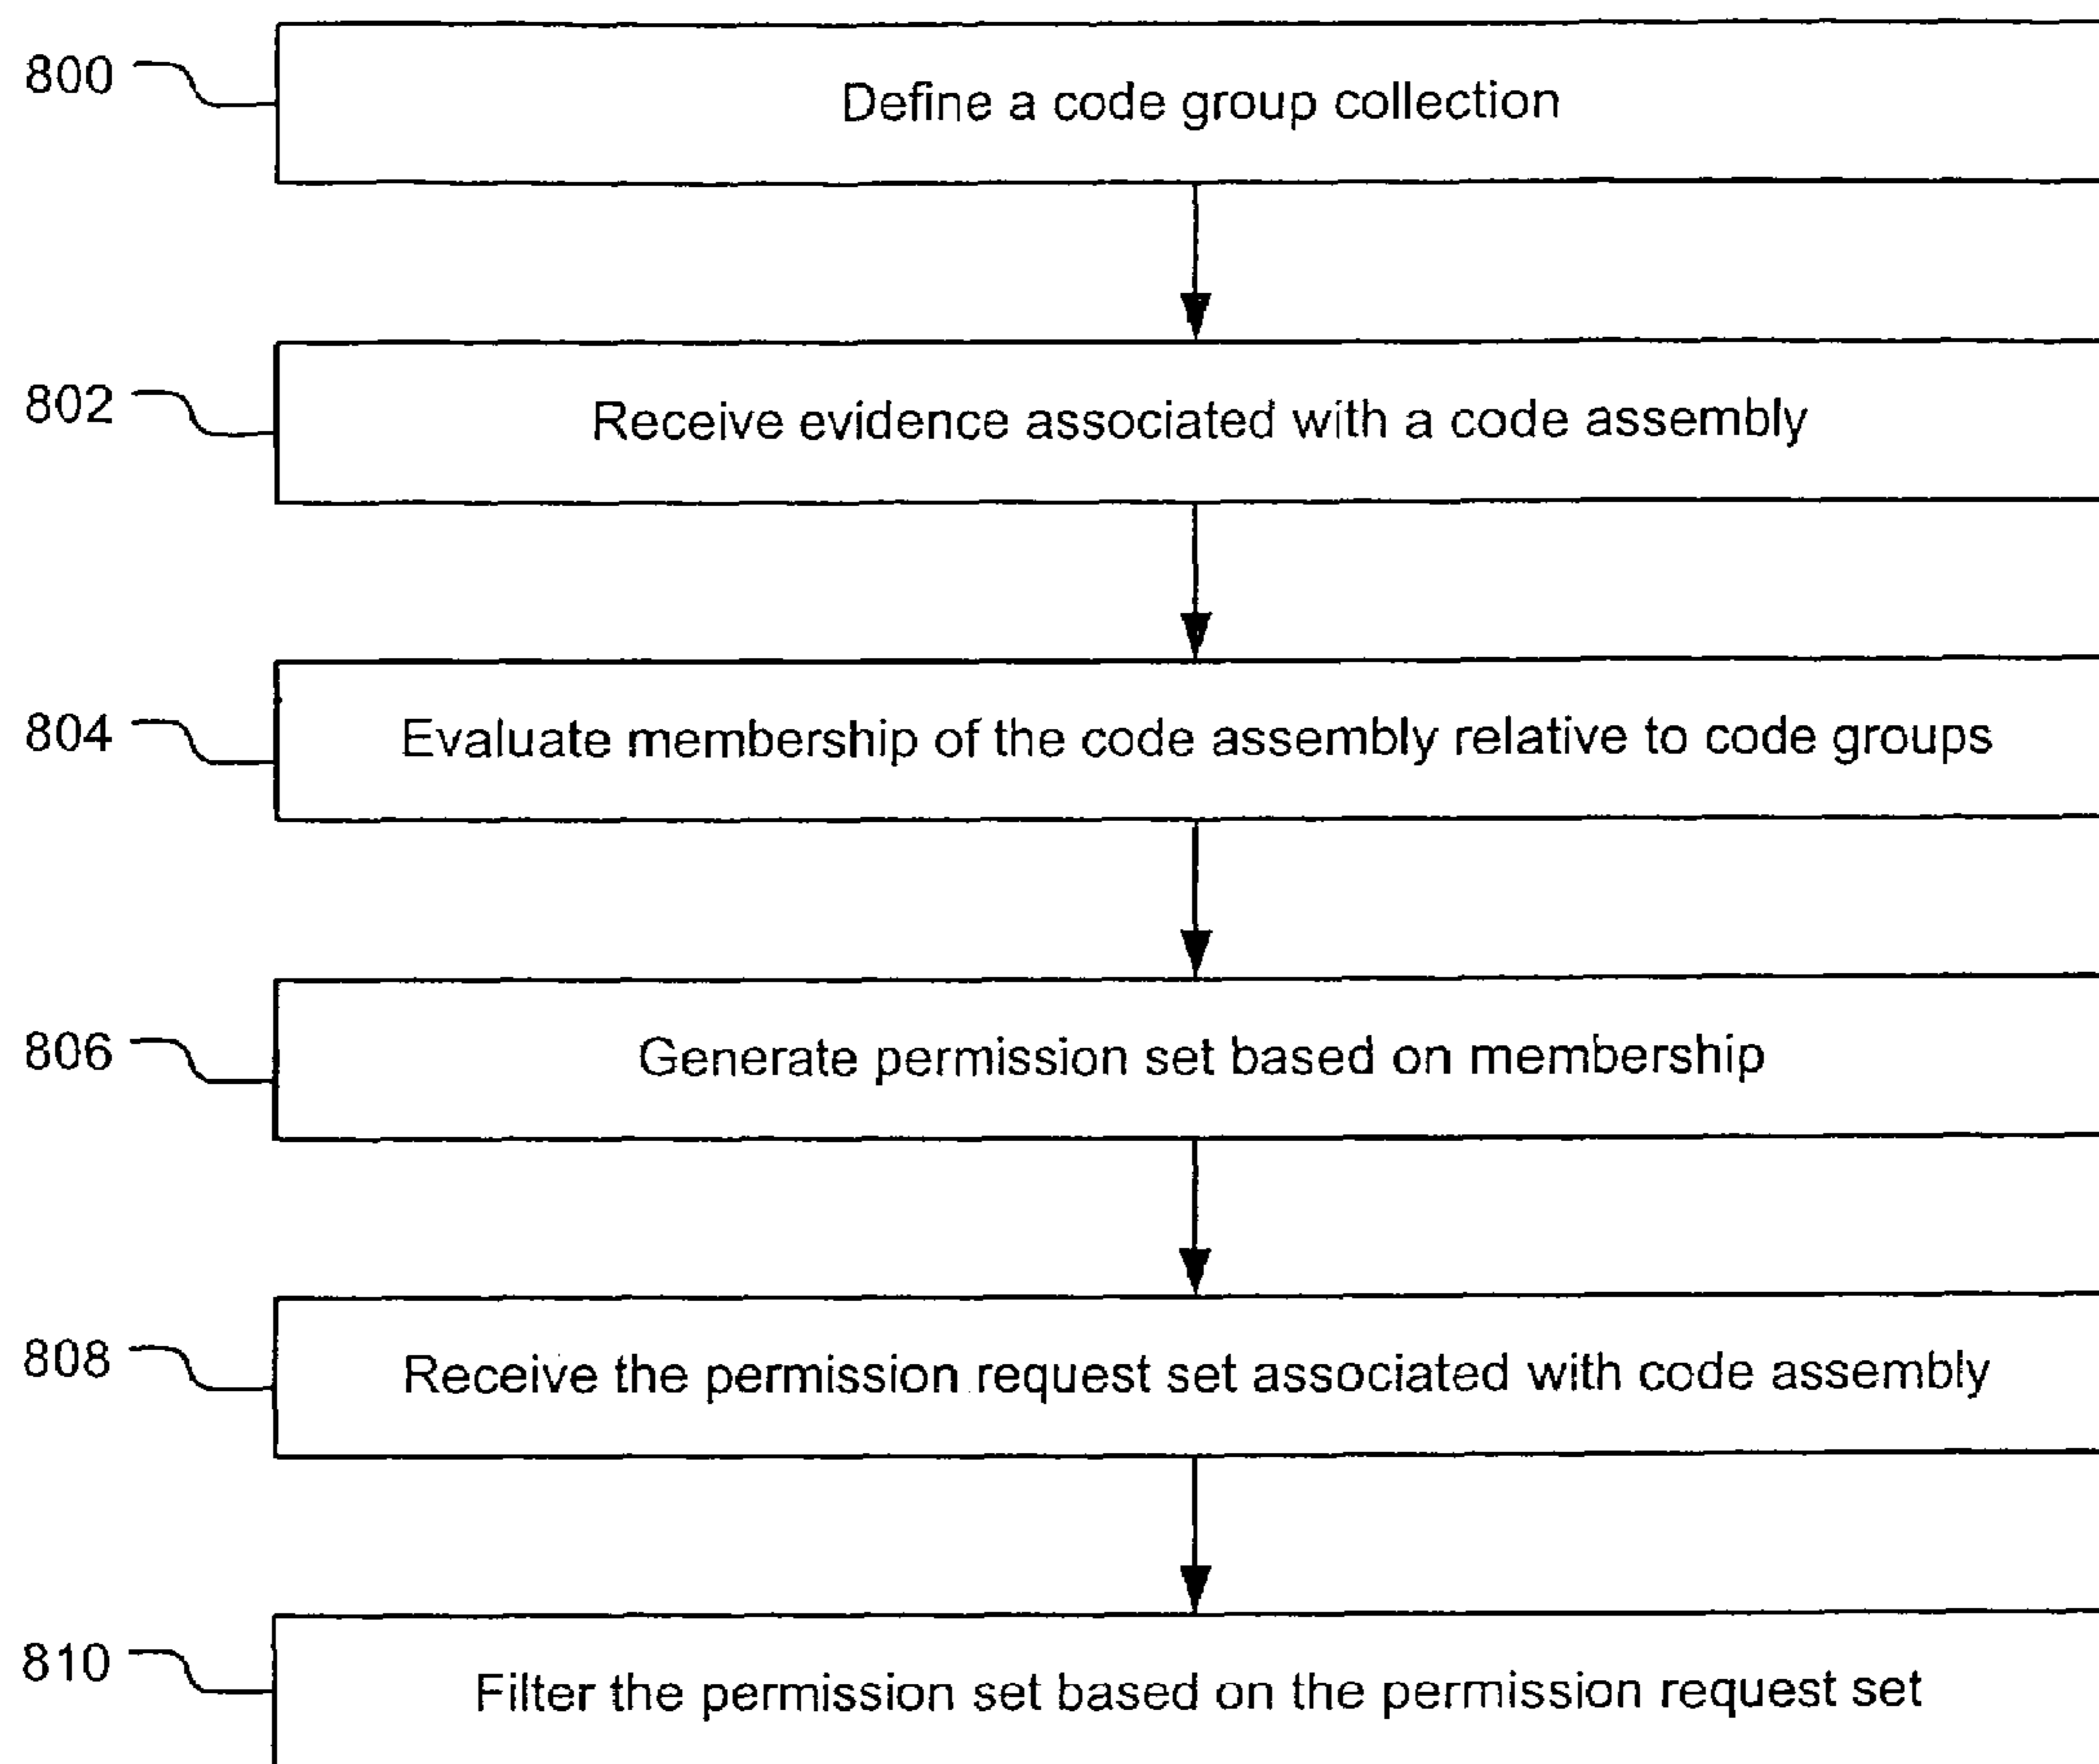 800
Define a code group collection
802
Receive evidence associated with a code assembly
804
Evaluate membership of the code assembly relative to code groups
806
Generate permission set based on membership
808
Receive the permission request set associated with code assembly
810
Filter the permission set based on the permission request set